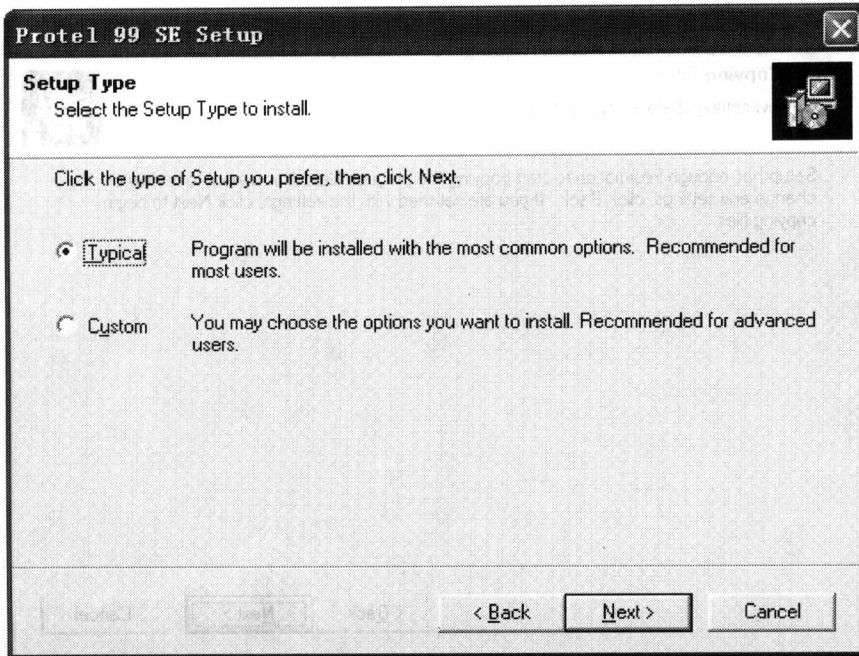 Protel 99 SE Setup
Setup Type
Select the Setup Type to install.
Click the type of Setup you prefer, then click Next.
Typical
Program will be installed with the most common options. Recommended for
most users.
Custom
You may choose the options you want to install. Recommended for advanced
users.
< Back
Next >
Cancel